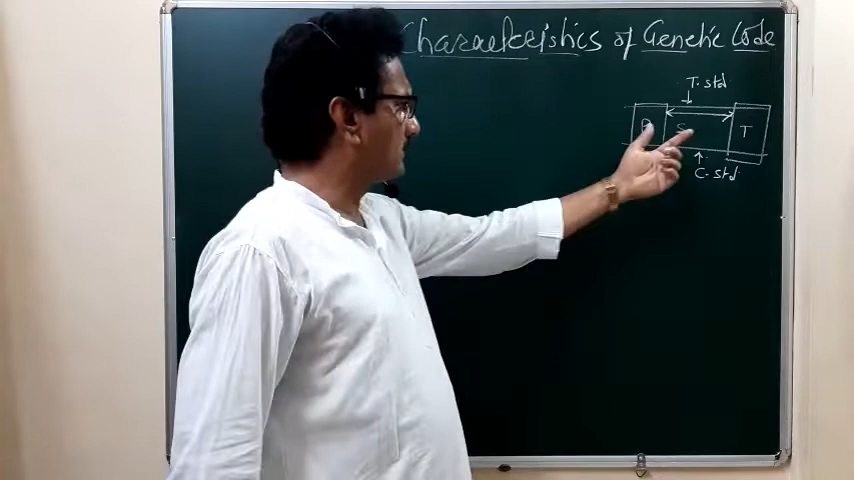 Characteristics of Genetic Code
T. std
P S T
C. std